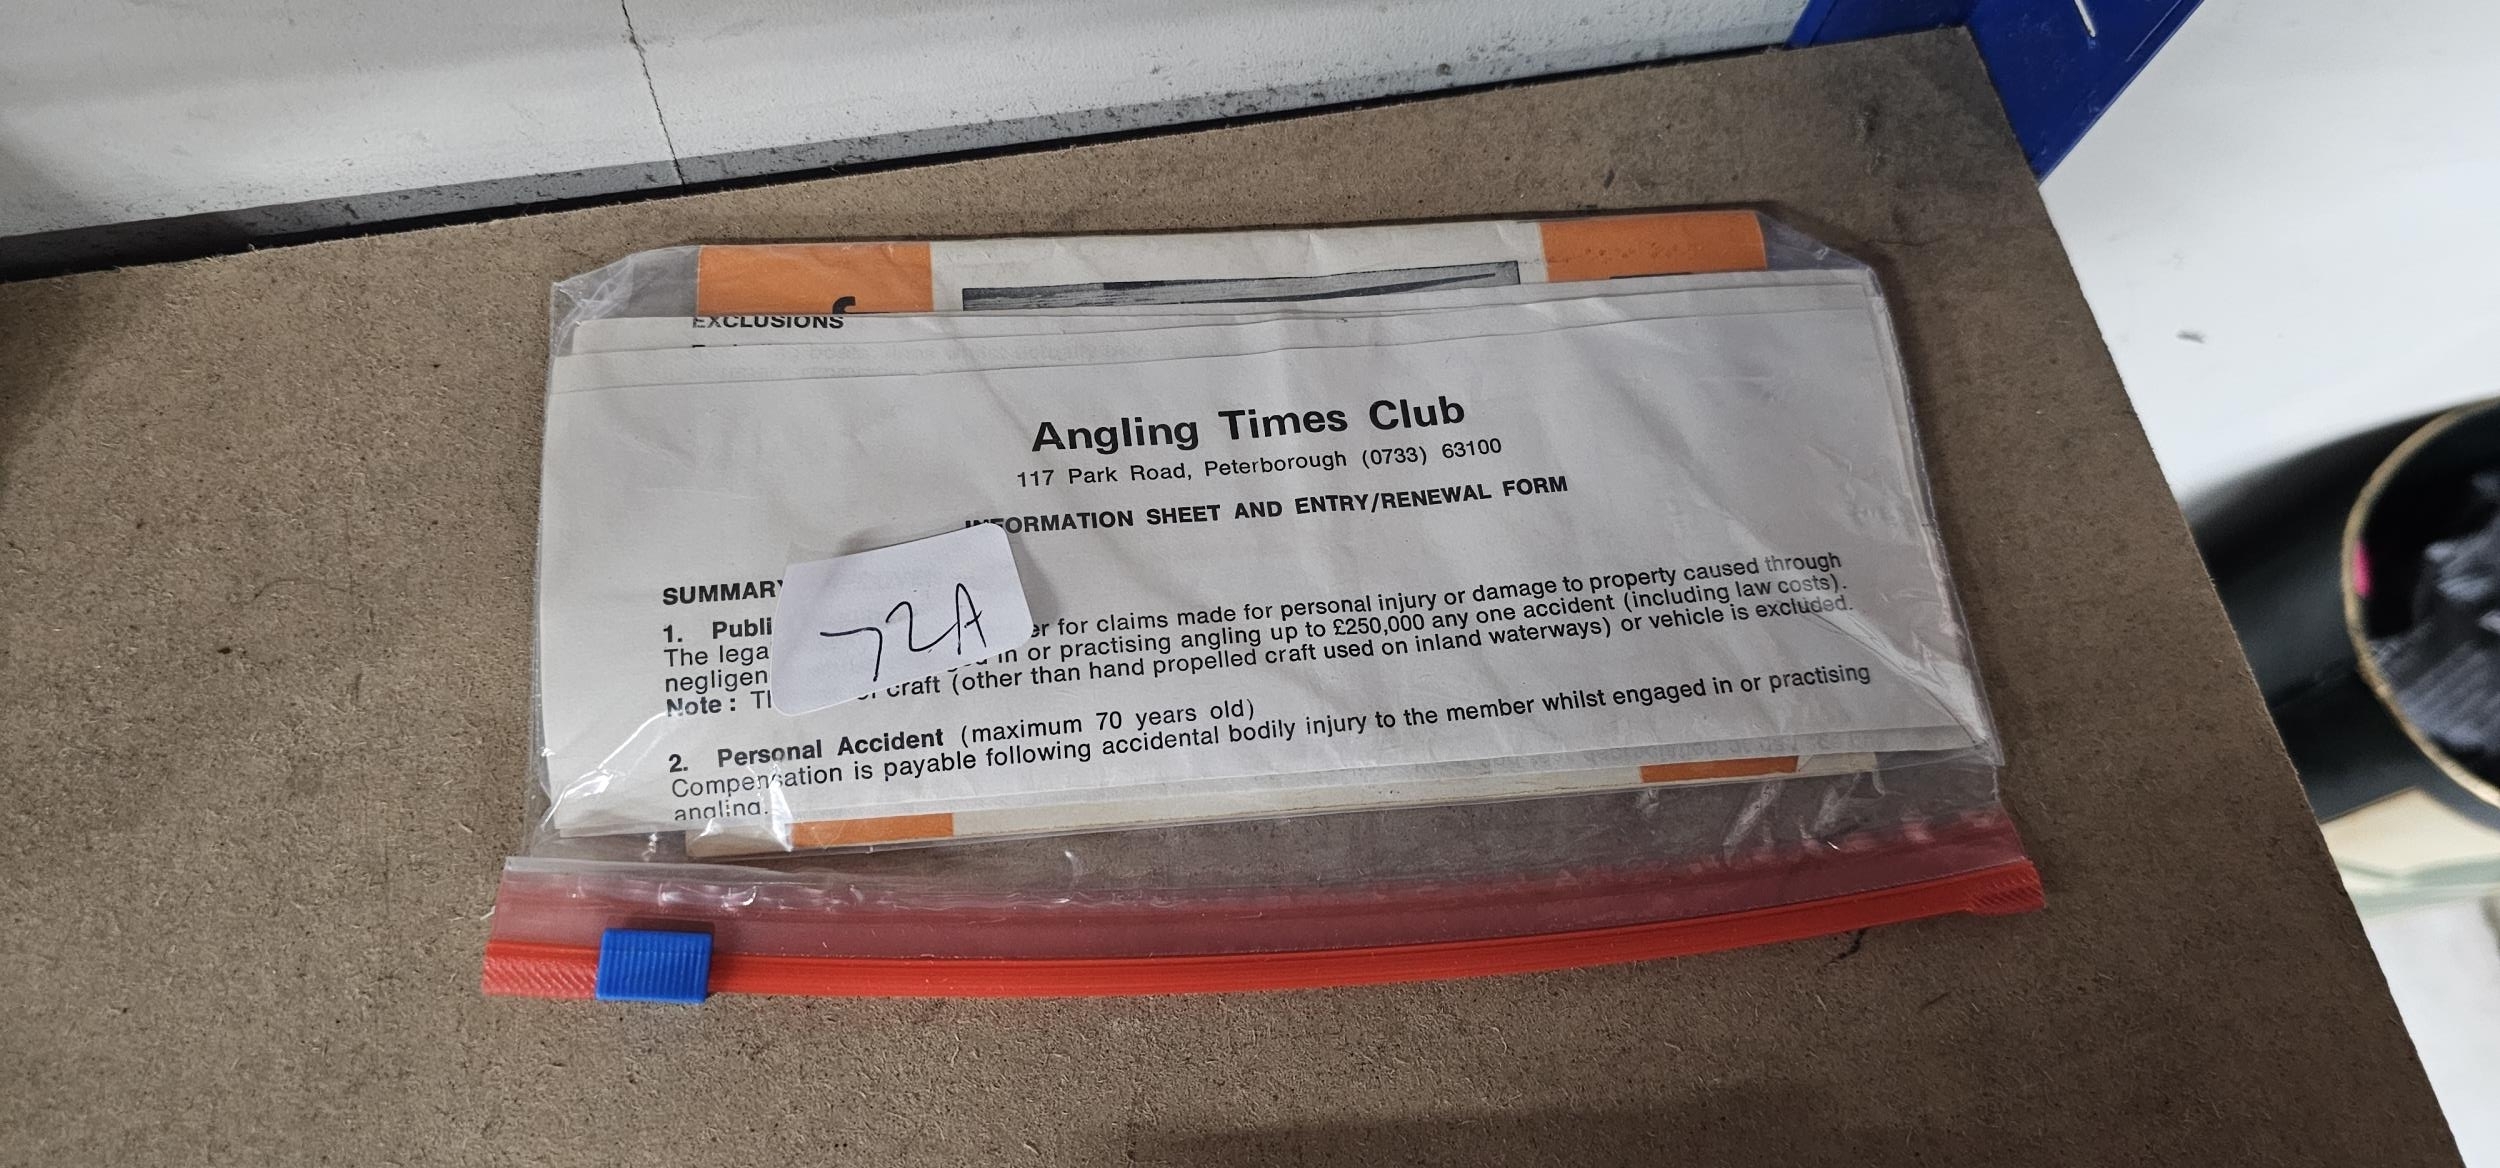 EXCLUSIONS
Angling Times Club
117 Park Road, Peterborough (0733) 63100
INFORMATION SHEET AND ENTRY/RENEWAL FORM
SUMMARY
1. Publi er for claims made for personal injury or damage to property caused through
The lega in or practising angling up to £250,000 any one accident (including law costs).
negligen craft (other than hand propelled craft used on inland waterways) or vehicle is excluded.
Note :
72A
2. Personal Accident (maximum 70 years old)
Compensation is payable following accidental bodily injury to the member whilst engaged in or practising
angling.